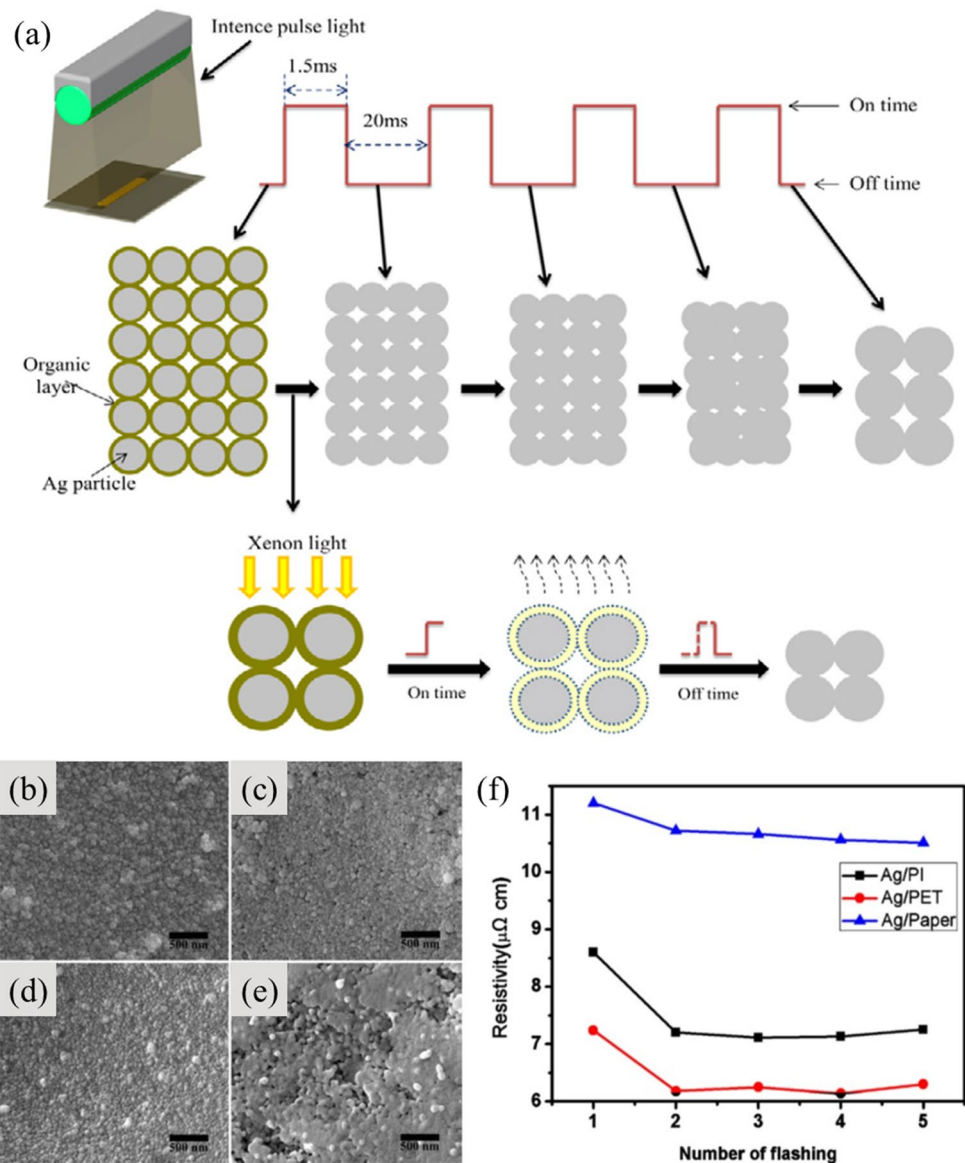 (a)
Intence pulse light
1.5ms
20ms
On time
Off time
Organic
layer
Ag particle
Xenon light
On time
Off time
(b)
500 nm
(c)
500 nm
(d)
500 nm
(e)
500 nm
(f)
11
10
9
8
7
6
Resistivity(μΩ cm)
Ag/PI
Ag/PET
Ag/Paper
1 2 3 4 5
Number of flashing